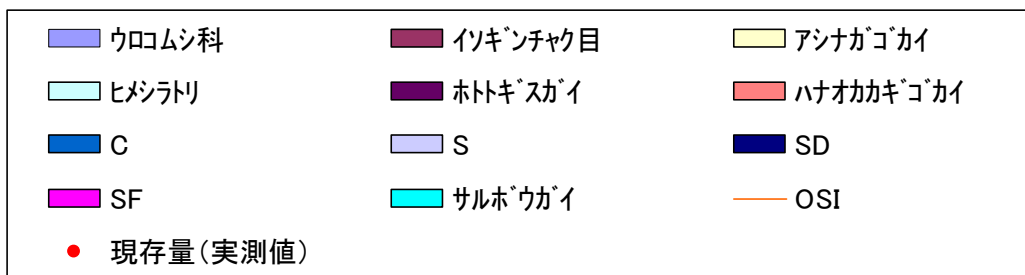 ウロコムシ科 イソギンチャク目 アシナガゴカイ
ヒメシラトリ ホトトギスガイ ハナオカカギゴカイ
C S SD
SF サルボウガイ OSI
現存量(実測値)